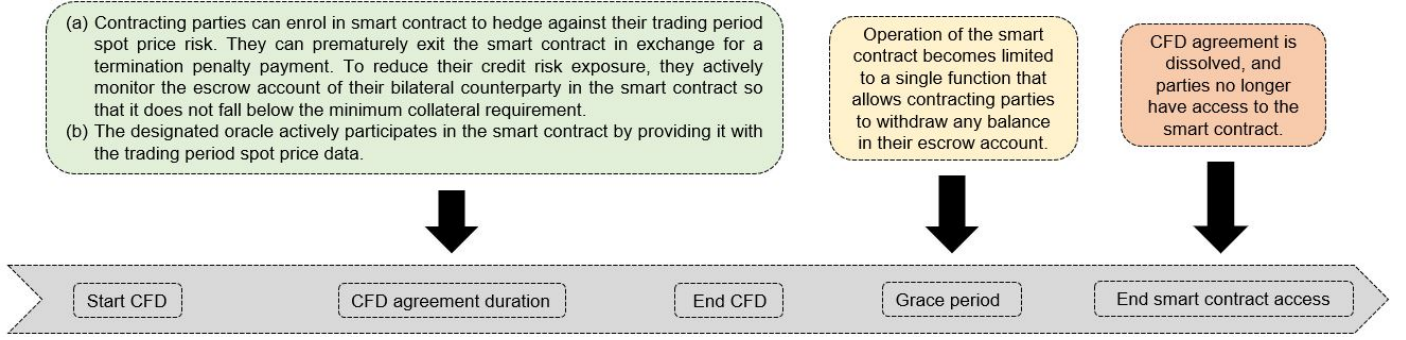 (a) Contracting parties can enrol in smart contract to hedge against their trading period
spot price risk. They can prematurely exit the smart contract in exchange for a
termination penalty payment. To reduce their credit risk exposure, they actively
monitor the escrow account of their bilateral counterparty in the smart contract so
that it does not fall below the minimum collateral requirement.
(b) The designated oracle actively participates in the smart contract by providing it with
the trading period spot price data.
Operation of the smart
contract becomes limited
to a single function that
allows contracting parties
to withdraw any balance
in their escrow account.
CFD agreement is
dissolved, and
parties no longer
have access to the
smart contract.
Start CFD
CFD agreement duration
End CFD
Grace period
End smart contract access